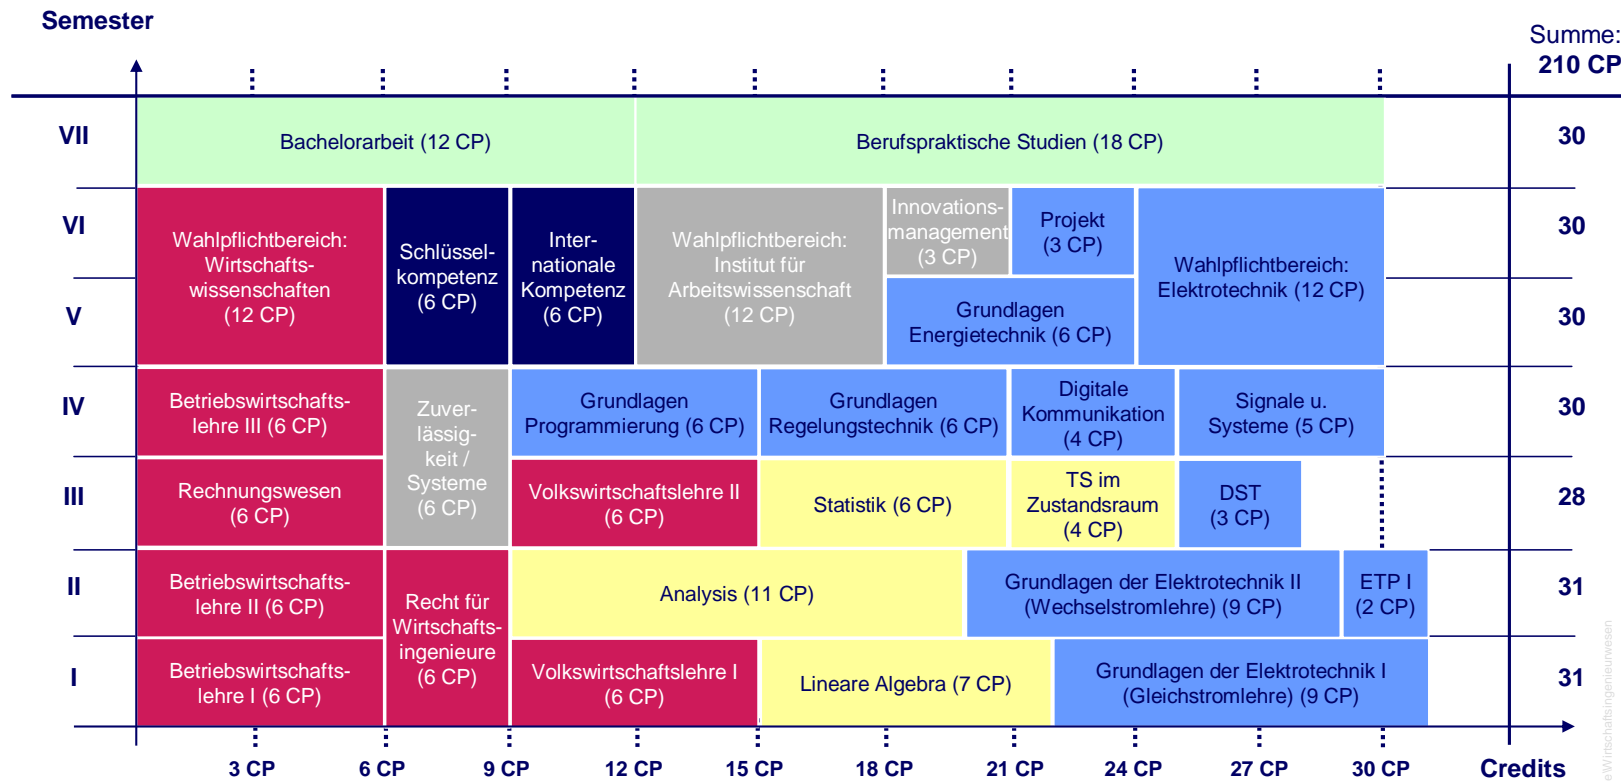 Semester
Summe:
210 CP
VII
Bachelorarbeit (12 CP)
Berufspraktische Studien (18 CP)
30
VI
Wahlpflichtbereich:
Wirtschafts-
wissenschaften
(12 CP)
Schlüssel-
kompetenz
(6 CP)
Inter-
nationale
Kompetenz
(6 CP)
Wahlpflichtbereich:
Institut für
Arbeitswissenschaft
(12 CP)
Innovations-
management
(3 CP)
Projekt
(3 CP)
Wahlpflichtbereich:
Elektrotechnik (12 CP)
30
V
Grundlagen
Energietechnik (6 CP)
30
IV
Betriebswirtschafts-
lehre III (6 CP)
Zuver-
lässig-
keit /
Systeme
(6 CP)
Grundlagen
Programmierung (6 CP)
Grundlagen
Regelungstechnik (6 CP)
Digitale
Kommunikation
(4 CP)
Signale u.
Systeme (5 CP)
30
III
Rechnungswesen
(6 CP)
Volkswirtschaftslehre II
(6 CP)
Statistik (6 CP)
TS im
Zustandsraum
(4 CP)
DST
(3 CP)
28
II
Betriebswirtschafts-
lehre II (6 CP)
Recht für
Wirtschafts-
ingenieure
(6 CP)
Analysis (11 CP)
Grundlagen der Elektrotechnik II
(Wechselstromlehre) (9 CP)
ETP I
(2 CP)
31
I
Betriebswirtschafts-
lehre I (6 CP)
Volkswirtschaftslehre I
(6 CP)
Lineare Algebra (7 CP)
Grundlagen der Elektrotechnik I
(Gleichstromlehre) (9 CP)
31
3 CP
6 CP
9 CP
12 CP
15 CP
18 CP
21 CP
24 CP
27 CP
30 CP
Credits
eWirtschaftsingenieurwesen